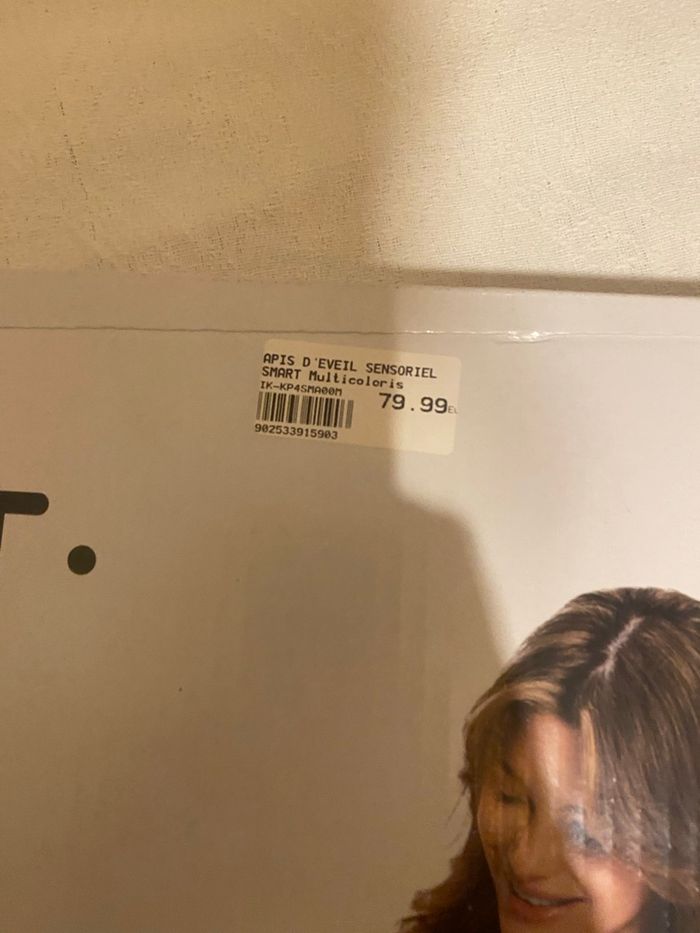 APIS D'EVEIL SENSORIEL
SMART Multicoloris
IK-KP4SMA00M
79.99
902533915903
T.